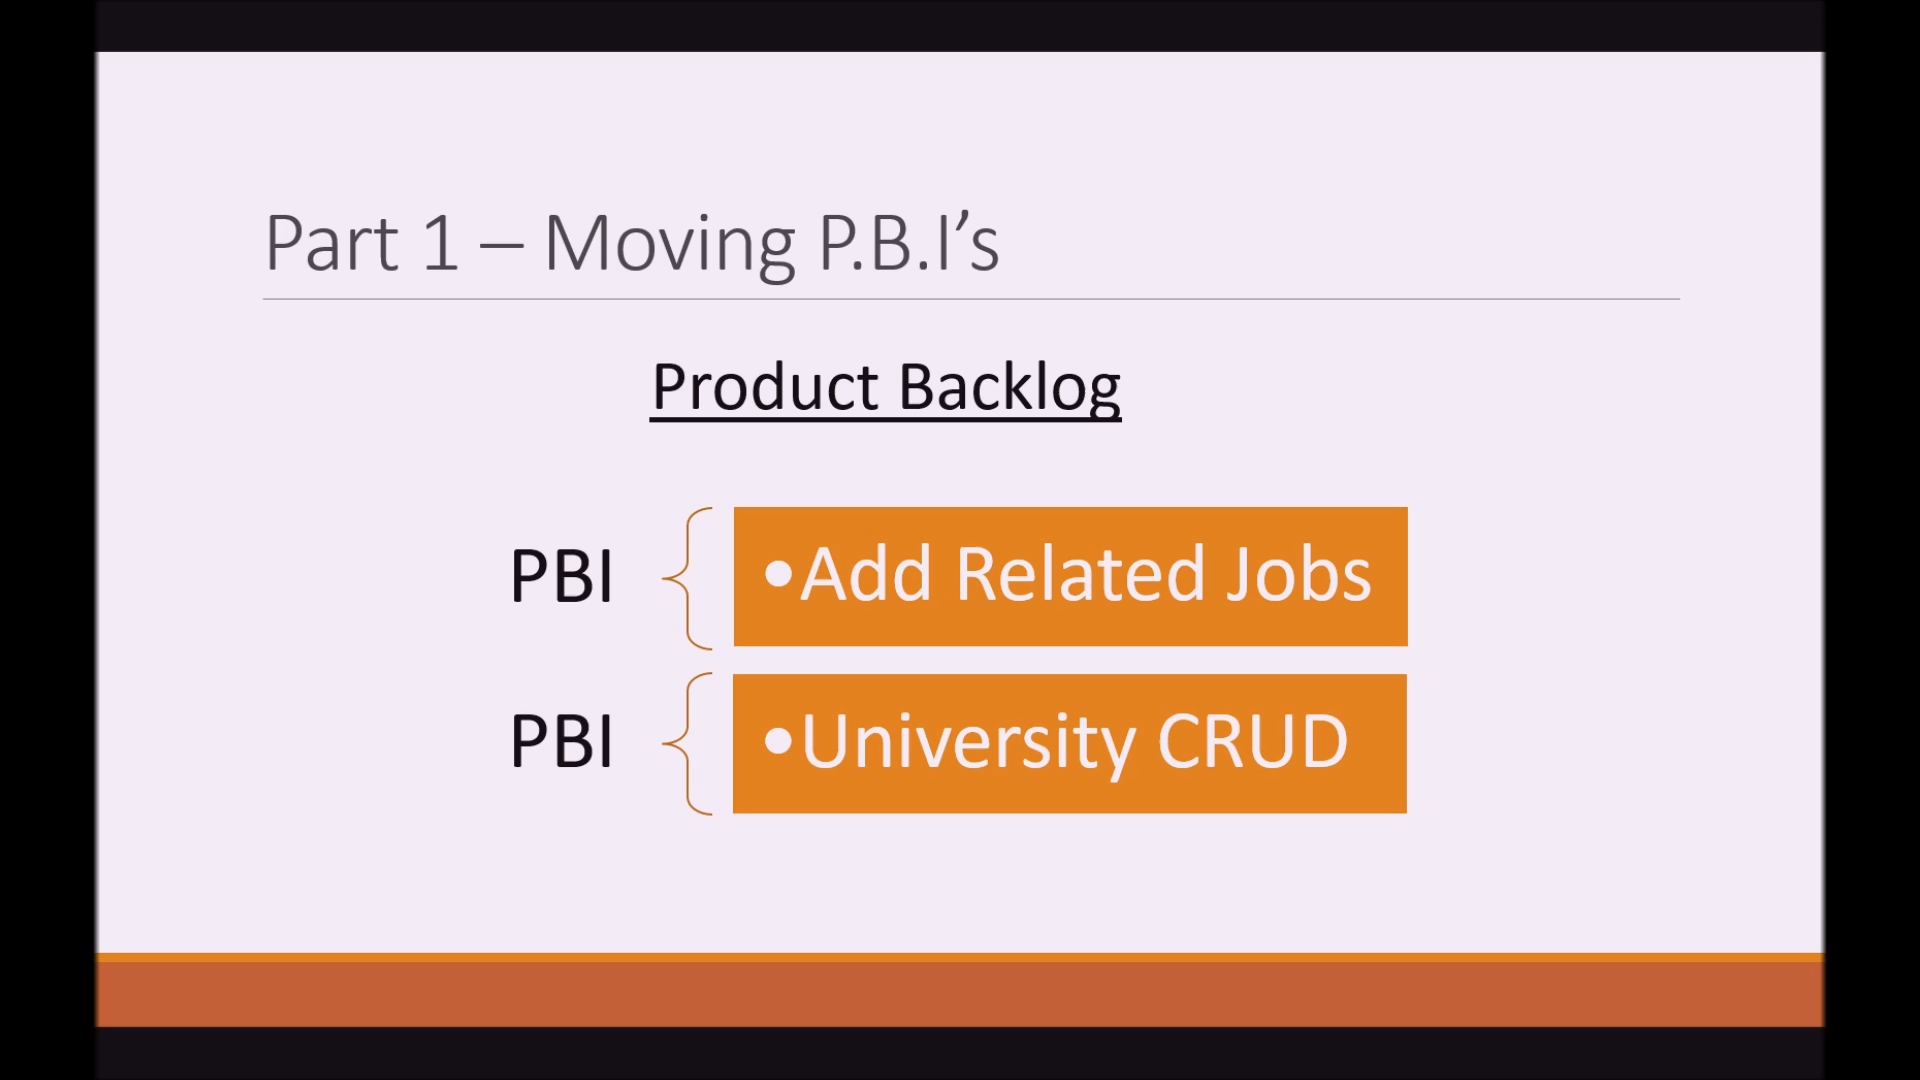 Part 1 – Moving P.B.I’s
Product Backlog
PBI
•Add Related Jobs
PBI
•University CRUD